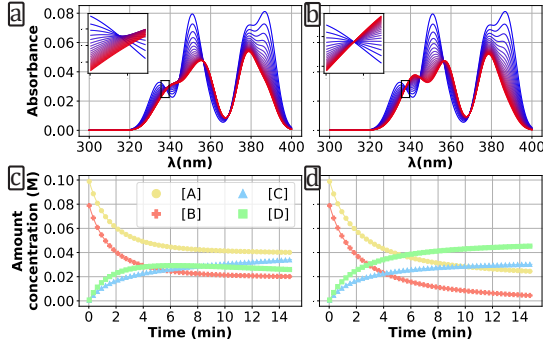 a
b
Absorbance
0.08
0.06
0.04
0.02
0.00
300 320 340 360 380 400
300 320 340 360 380 400
λ(nm)
λ(nm)
c
d
Amount
concentration (M)
0.10
0.08
0.06
0.04
0.02
0.00
[A] [C]
[B] [D]
0 2 4 6 8 10 12 14
0 2 4 6 8 10 12 14
Time (min)
Time (min)